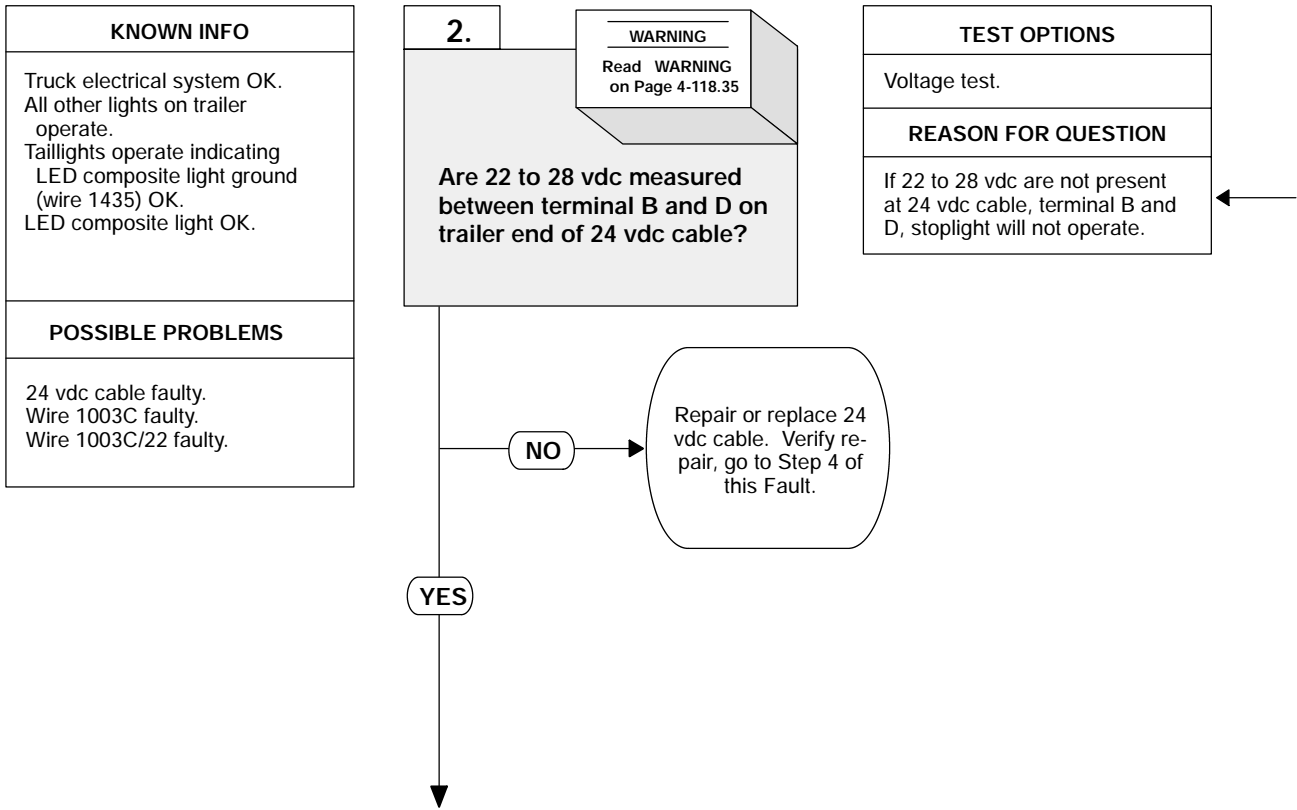 KNOWN INFO
Truck electrical system OK.
All other lights on trailer
operate.
Taillights operate indicating
LED composite light ground
(wire 1435) OK.
LED composite light OK.
POSSIBLE PROBLEMS
24 vdc cable faulty.
Wire 1003C faulty.
Wire 1003C/22 faulty.
2.
WARNING
Read WARNING
on Page 4-118.35
Are 22 to 28 vdc measured
between terminal B and D on
trailer end of 24 vdc cable?
TEST OPTIONS
Voltage test.
REASON FOR QUESTION
If 22 to 28 vdc are not present
at 24 vdc cable, terminal B and
D, stoplight will not operate.
NO
Repair or replace 24
vdc cable. Verify re-
pair, go to Step 4 of
this Fault.
YES